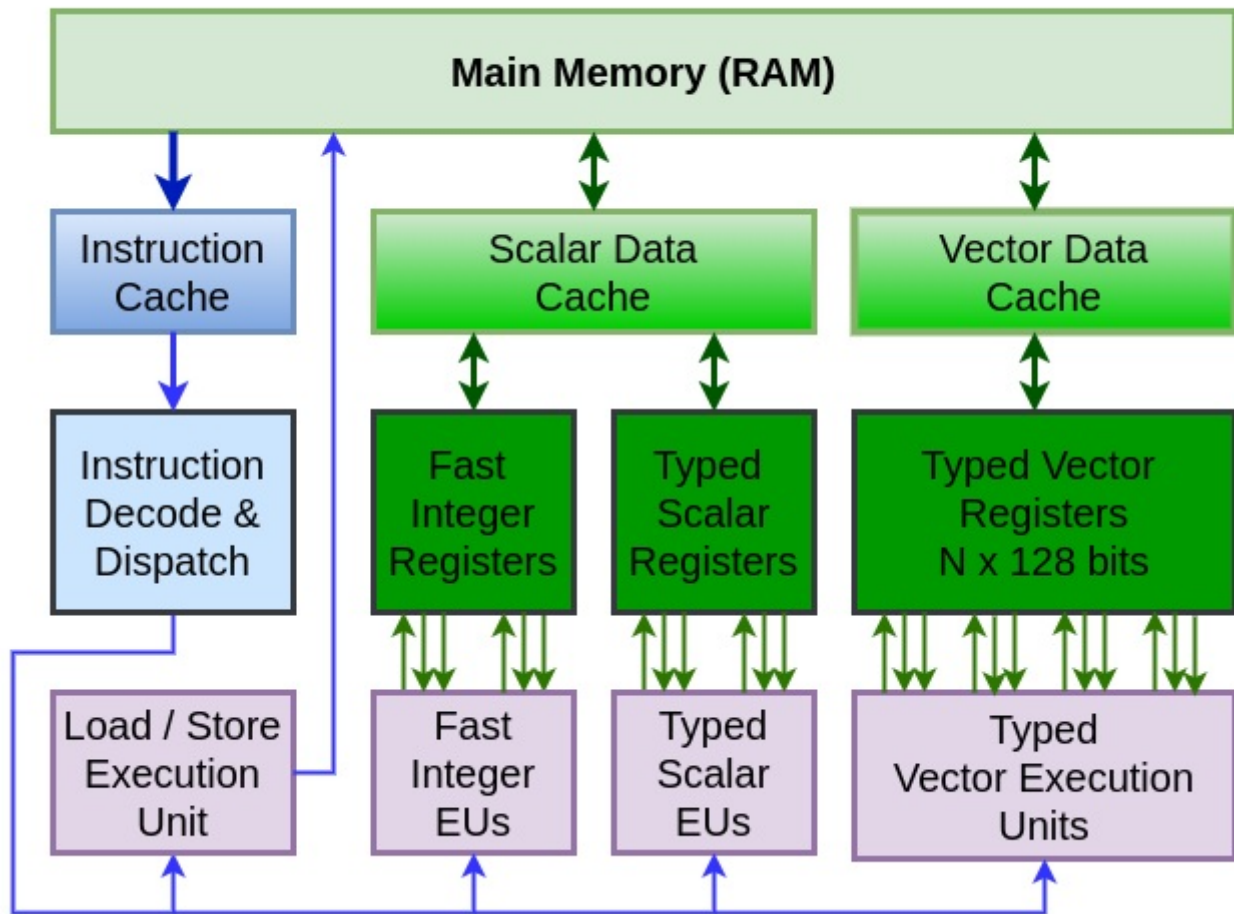 Main Memory (RAM)
Instruction
Cache
Scalar Data
Cache
Vector Data
Cache
Instruction
Decode &
Dispatch
Fast
Integer
Registers
Typed
Scalar
Registers
Typed Vector
Registers
N x 128 bits
Load / Store
Execution
Unit
Fast
Integer
EUs
Typed
Scalar
EUs
Typed
Vector Execution
Units